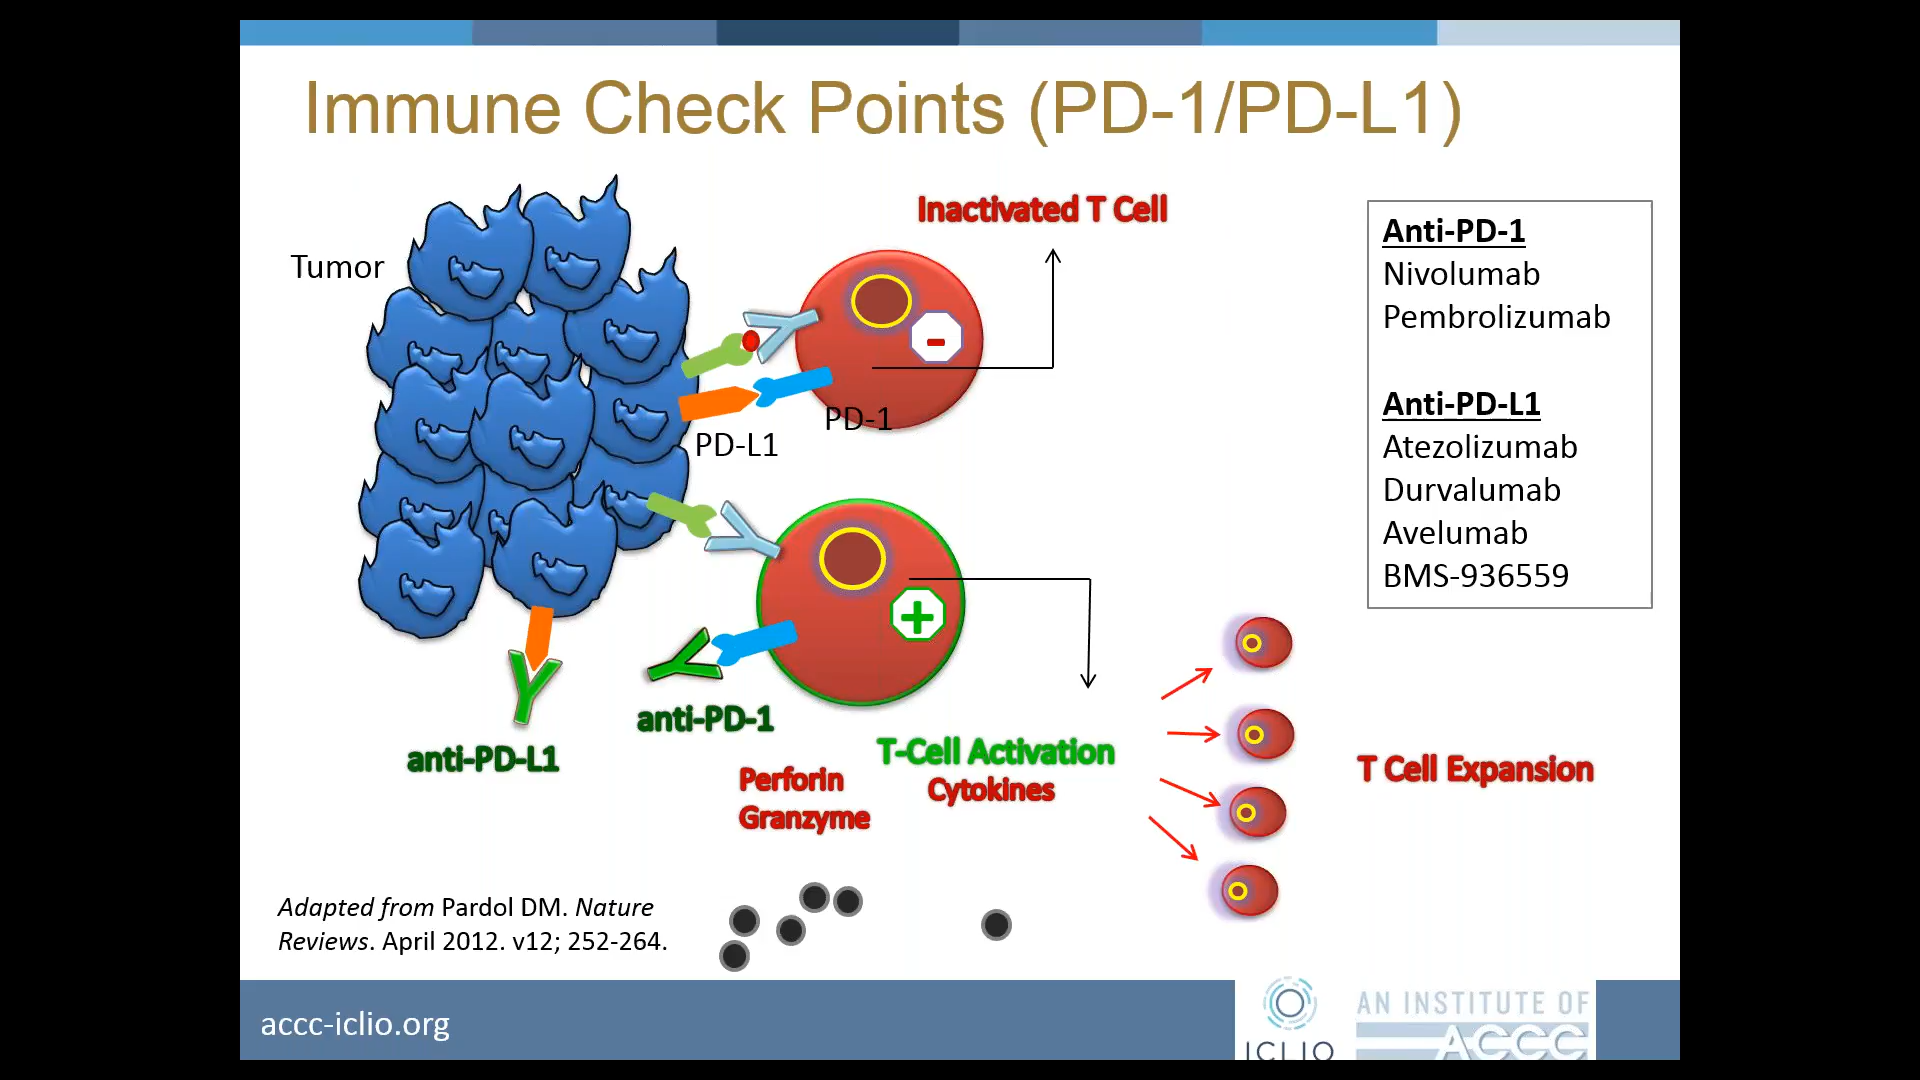 Immune Check Points (PD-1/PD-L1)
Inactivated T Cell
Tumor
-
PD-1
PD-L1
Anti-PD-1
Nivolumab
Pembrolizumab
Anti-PD-L1
Atezolizumab
Durvalumab
Avelumab
BMS-936559
+
anti-PD-1
anti-PD-L1
T-Cell Activation
Cytokines
Perforin
Granzyme
T Cell Expansion
Adapted from Pardol DM. Nature
Reviews. April 2012. v12; 252-264.
accc-iclio.org
ICLIO
AN INSTITUTE OF
ACCC